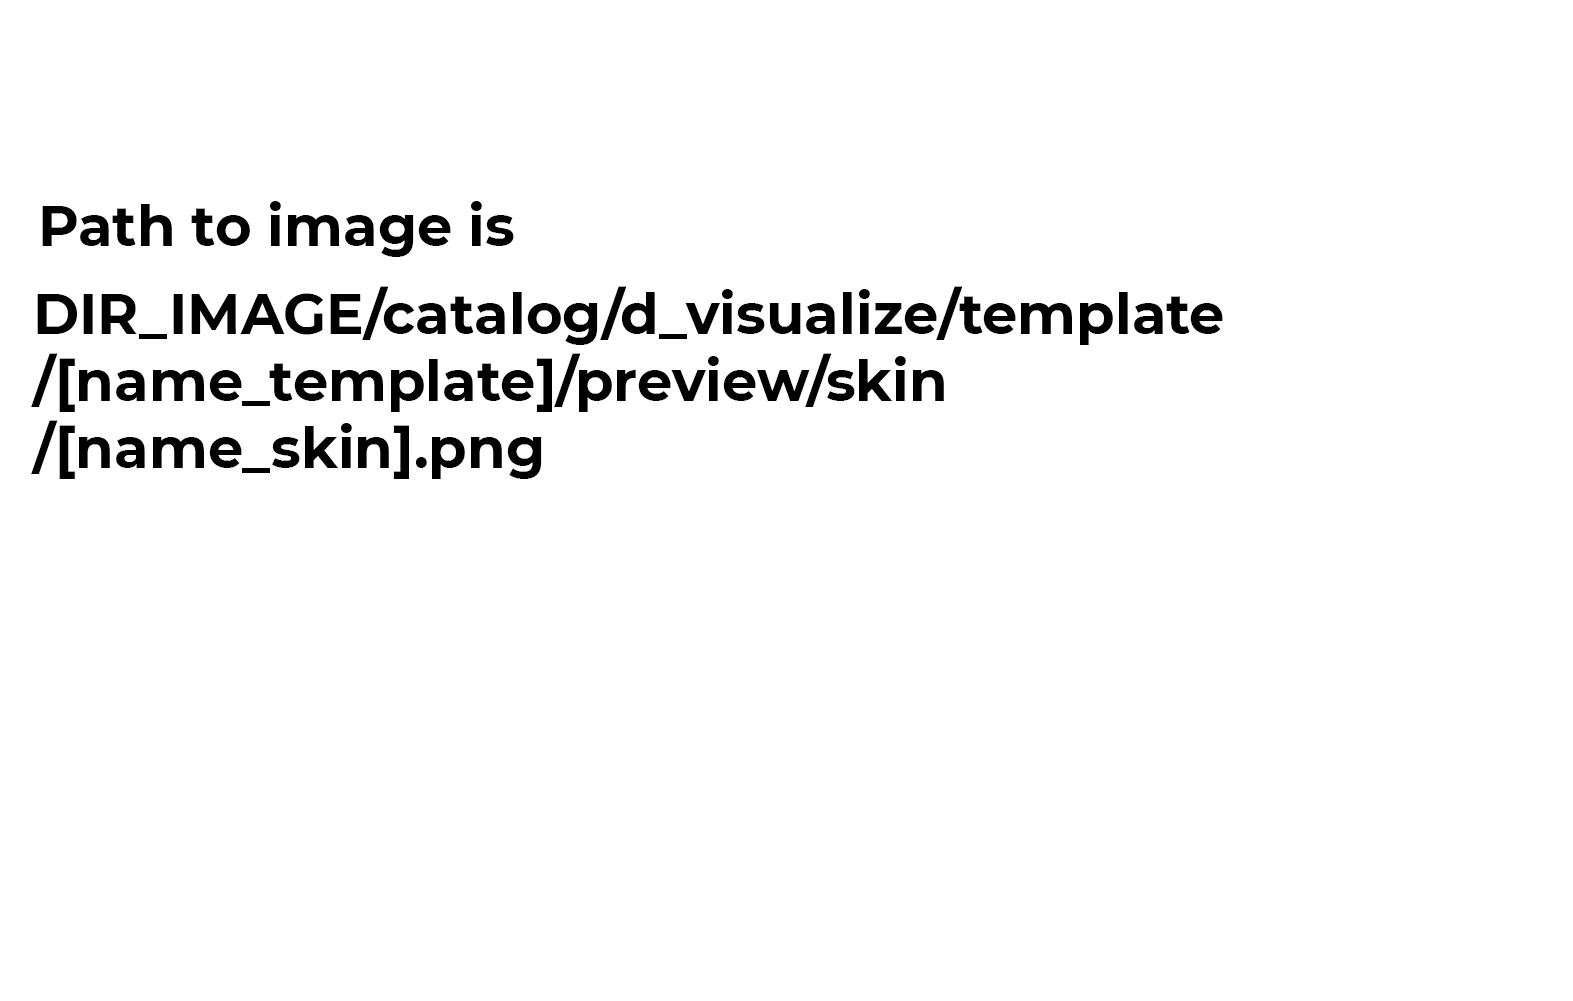 Path to image is
DIR_IMAGE/catalog/d_visualize/template
/[name_template]/preview/skin
/[name_skin].png